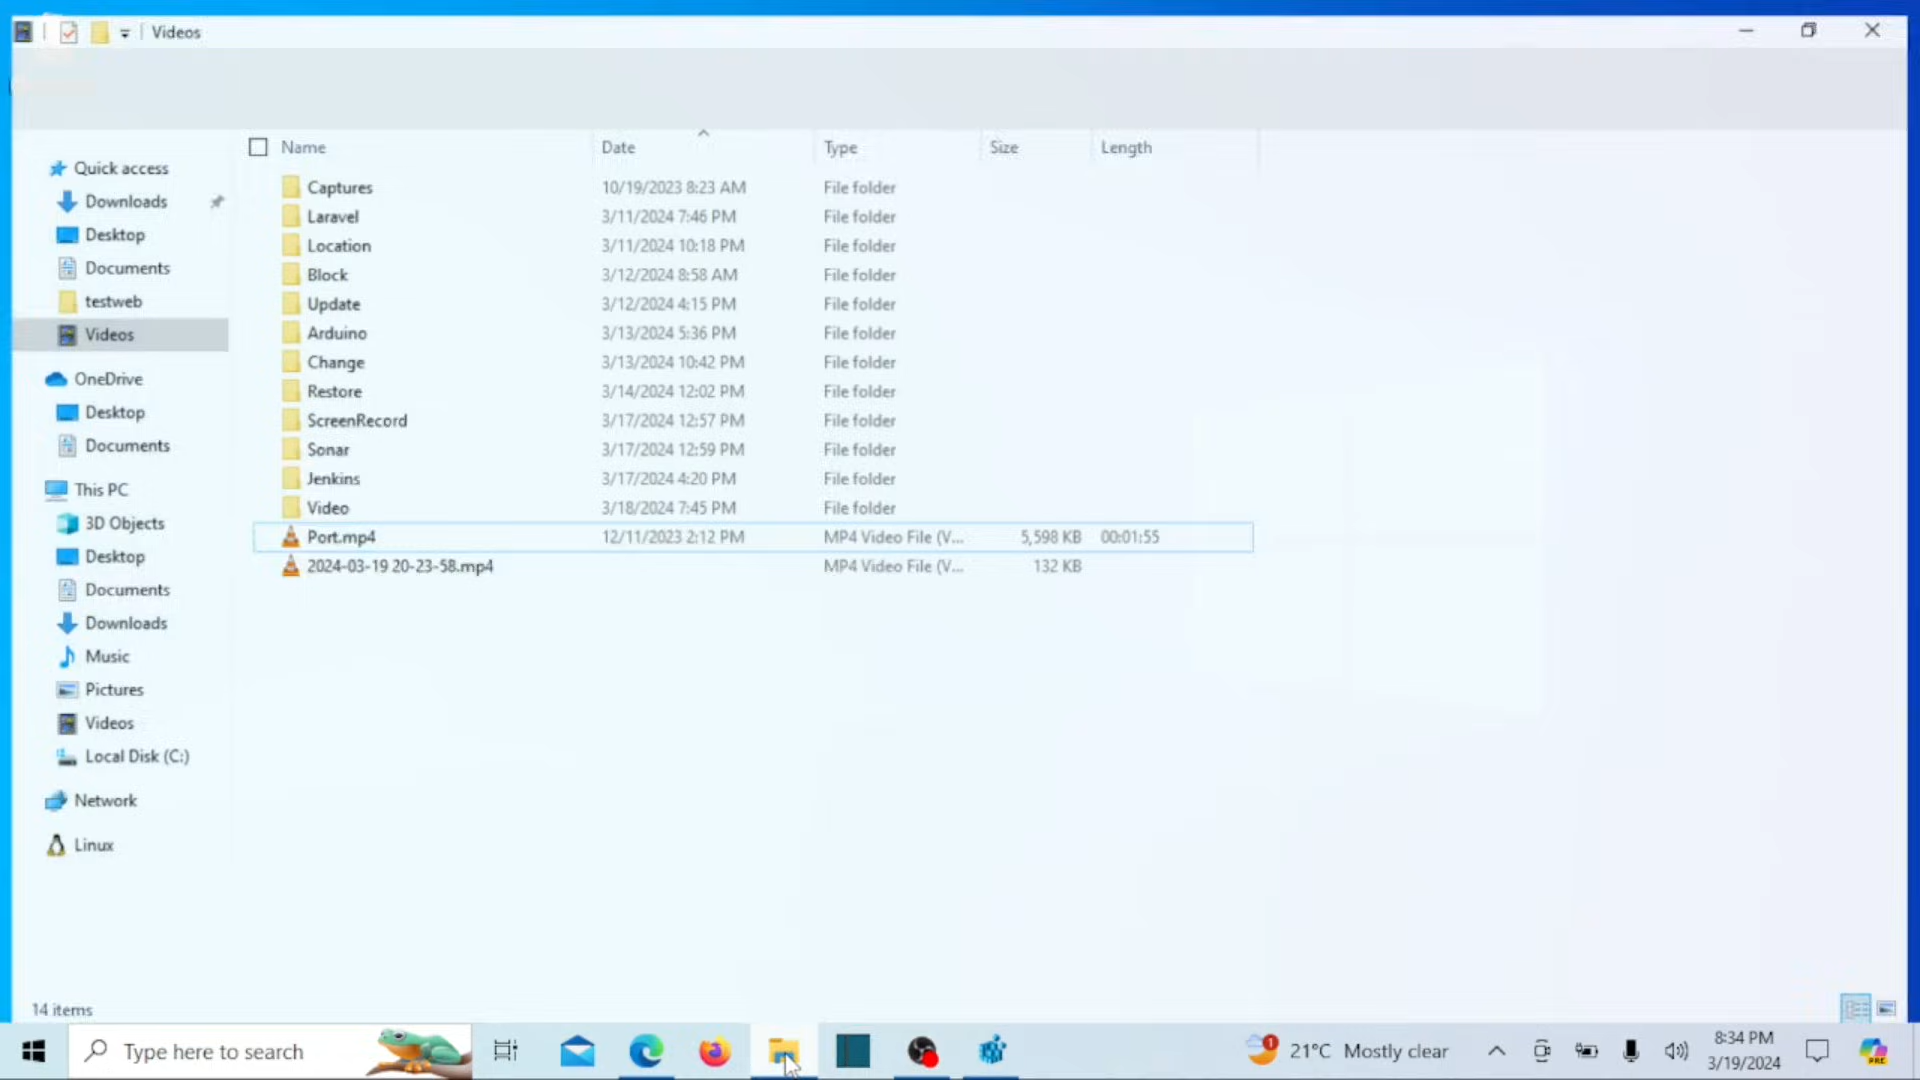 Videos
Name Date Type Size Length
Quick access
Downloads
Desktop
Documents
testweb
Videos
OneDrive
Desktop
Documents
This PC
3D Objects
Desktop
Documents
Downloads
Music
Pictures
Videos
Local Disk (C:)
Network
Linux
Captures 10/19/2023 8:23 AM File folder
Laravel 3/11/2024 7:46 PM File folder
Location 3/11/2024 10:18 PM File folder
Block 3/12/2024 8:58 AM File folder
Update 3/12/2024 4:15 PM File folder
Arduino 3/13/2024 5:36 PM File folder
Change 3/13/2024 10:42 PM File folder
Restore 3/14/2024 12:02 PM File folder
ScreenRecord 3/17/2024 12:57 PM File folder
Sonar 3/17/2024 12:59 PM File folder
Jenkins 3/17/2024 4:20 PM File folder
Video 3/18/2024 7:45 PM File folder
Port.mp4 12/11/2023 2:12 PM MP4 Video File (V... 5,598 KB 00:01:55
2024-03-19 20-23-58.mp4 MP4 Video File (V... 132 KB
14 items
Type here to search
1
21°C Mostly clear
8:34 PM
3/19/2024
PRE